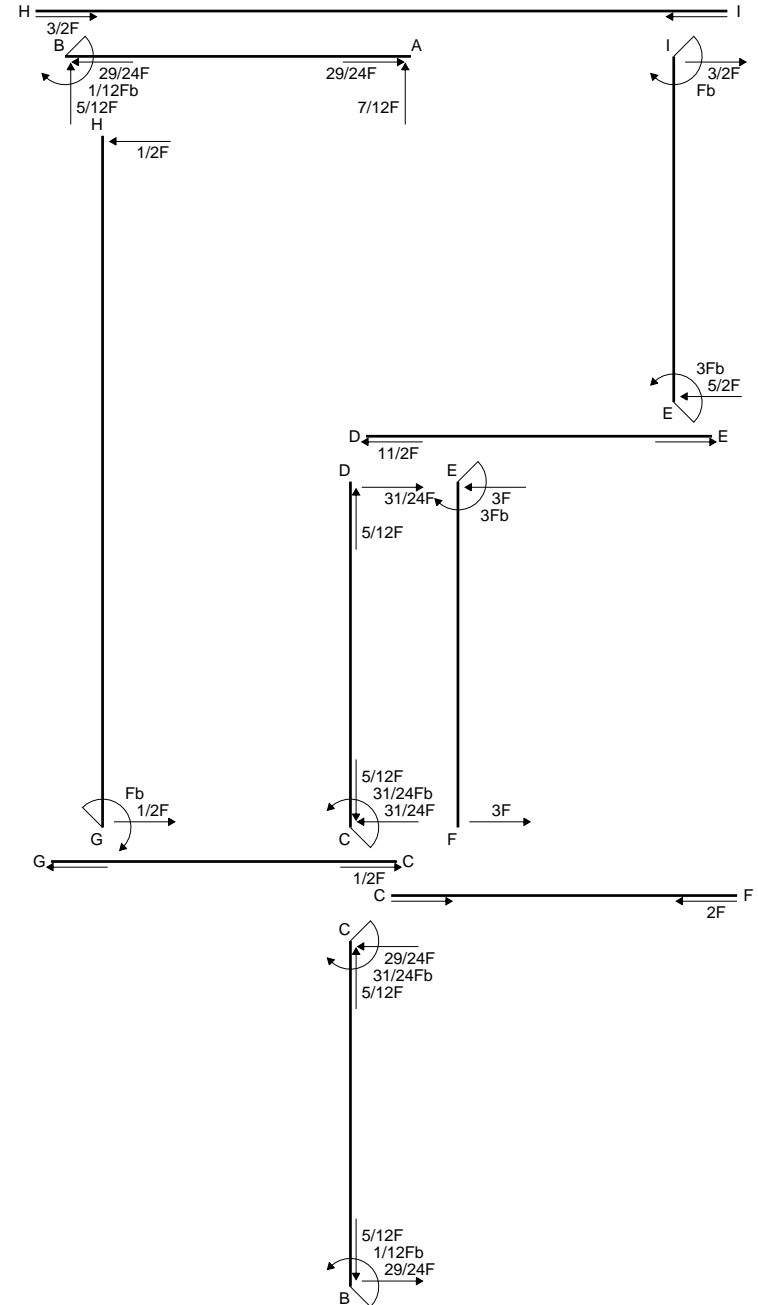 H I
3/2F
B A I
29/24F 29/24F 3/2F
1/12Fb Fb
5/12F 7/12F
H
1/2F
3Fb
5/2F
E
D E
11/2F
D E
31/24F 3F
3Fb
5/12F
Fb 5/12F
31/24Fb
1/2F 31/24F 3F
G C F
G C
1/2F
C F
2F
C
29/24F
31/24Fb
5/12F
5/12F
1/12Fb
29/24F
B